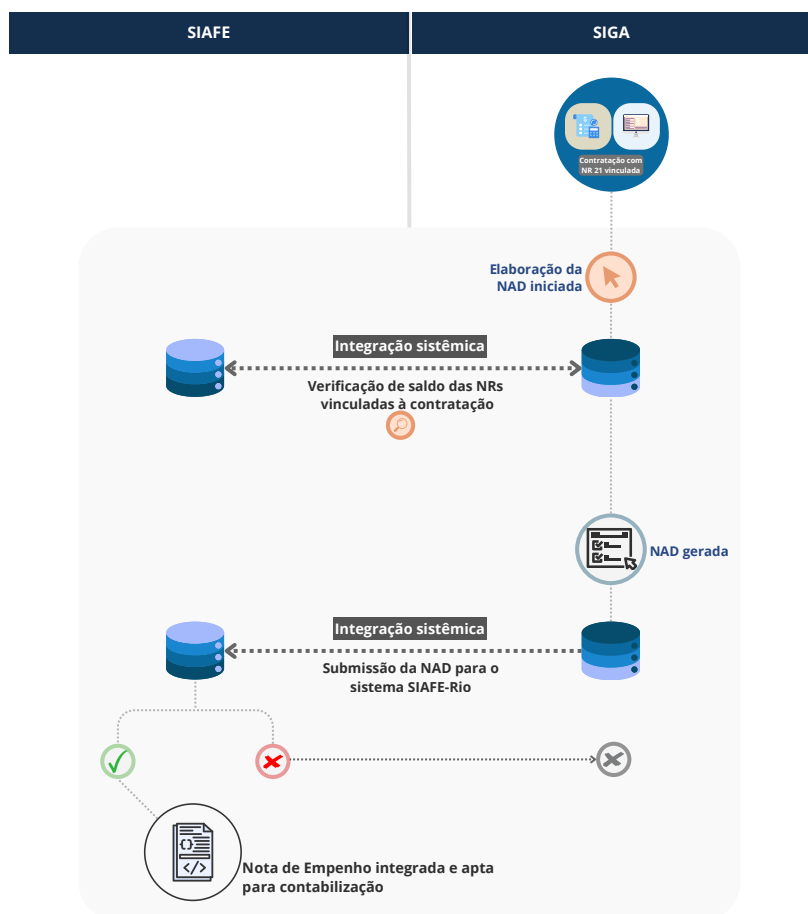 SIAFE
SIGA
Contratação com
NR 21 vinculada
Elaboração da
NAD iniciada
Integração sistêmica
Verificação de saldo das NRs
vinculadas à contratação
NAD gerada
Integração sistêmica
Submissão da NAD para o
sistema SIAFE-Rio
Nota de Empenho integrada e apta
para contabilização